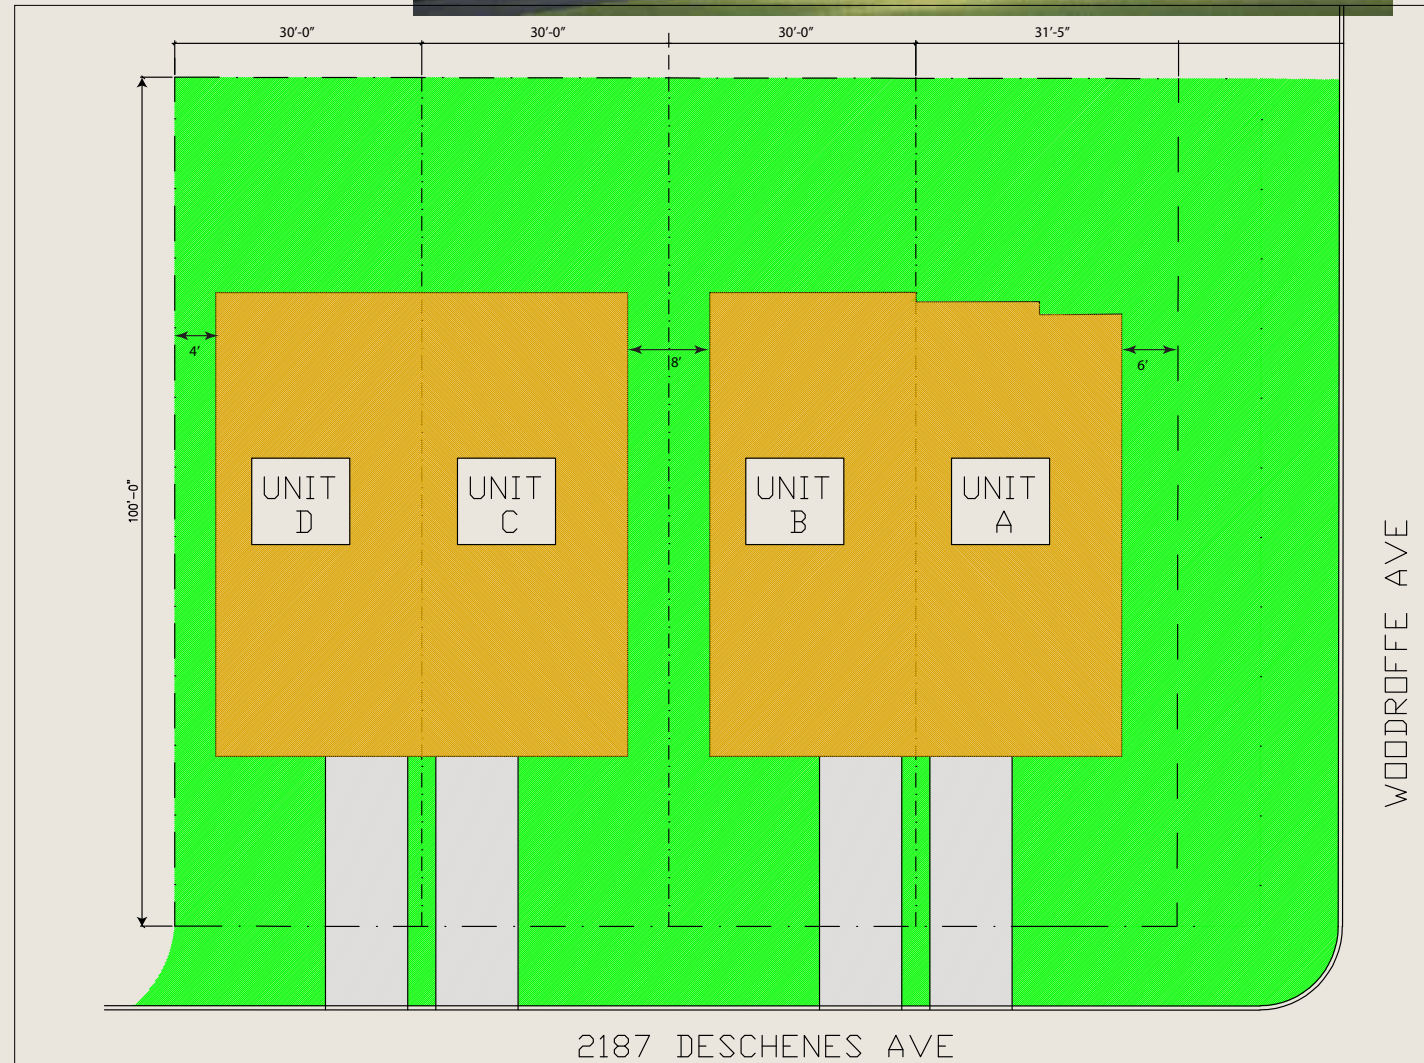 30'-0"
30'-0"
30'-0"
31'-5"
4'
8'
6'
100'-0"
UNIT
D
UNIT
C
UNIT
B
UNIT
A
WOODROFFE AVE
2187 DESCHENES AVE